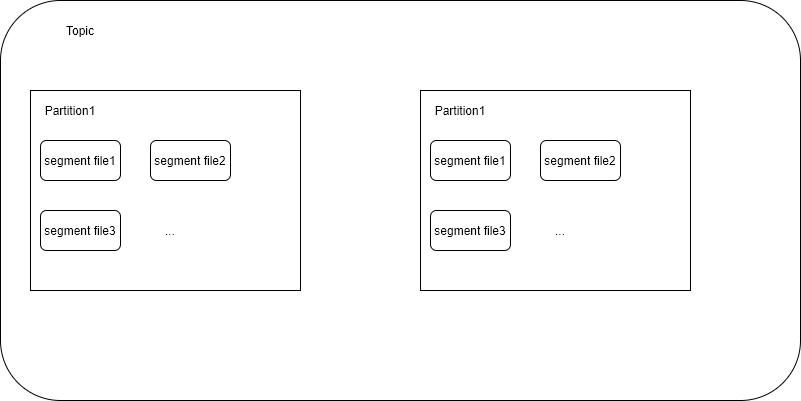 Topic
Partition1
segment file1
segment file2
segment file3
...
Partition1
segment file1
segment file2
segment file3
...